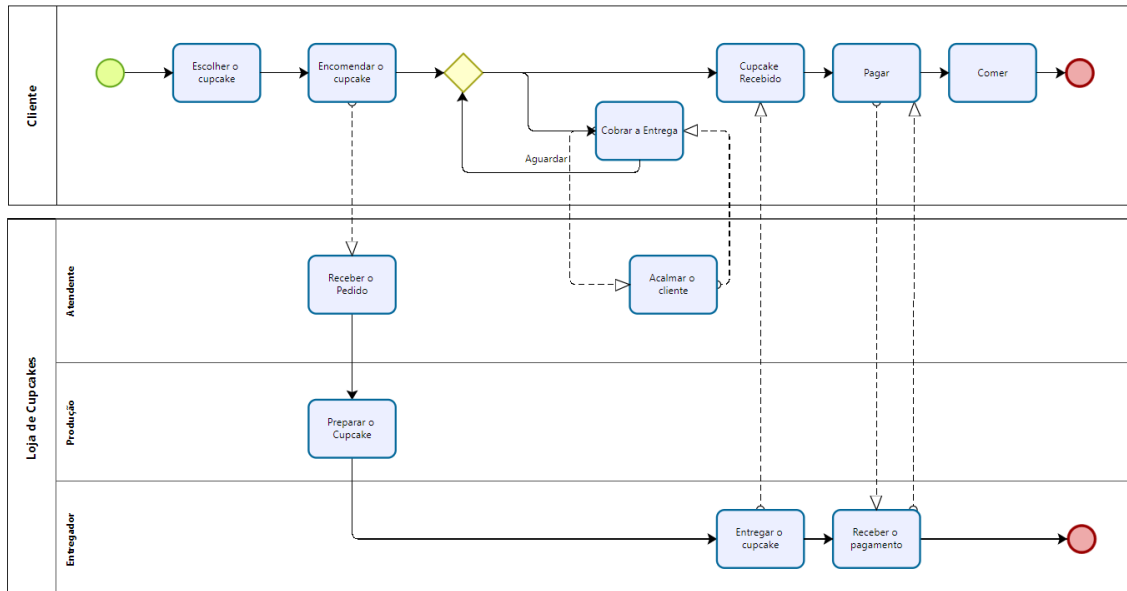 Cliente
Escolher o
cupcake
Encomendar o
cupcake
Cupcake
Recebido
Pagar
Comer
Cobrar a Entrega
Aguardar
Loja de Cupcakes
Atendente
Receber o
Pedido
Acalmar o
cliente
Produção
Preparar o
Cupcake
Entregador
Entregar o
cupcake
Receber o
pagamento